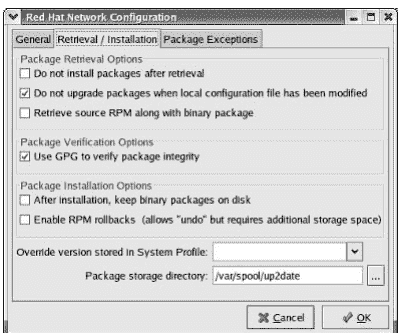 Red Hat Network Configuration
General Retrieval / Installation Package Exceptions
Package Retrieval Options
Do not install packages after retrieval
Do not upgrade packages when local configuration file has been modified
Retrieve source RPM along with binary package
Package Verification Options
Use GPG to verify package integrity
Package Installation Options
After installation, keep binary packages on disk
Enable RPM rollbacks (allows "undo" but requires additional storage space)
Override version stored in System Profile:
Package storage directory: /var/spool/up2date ...
Cancel OK